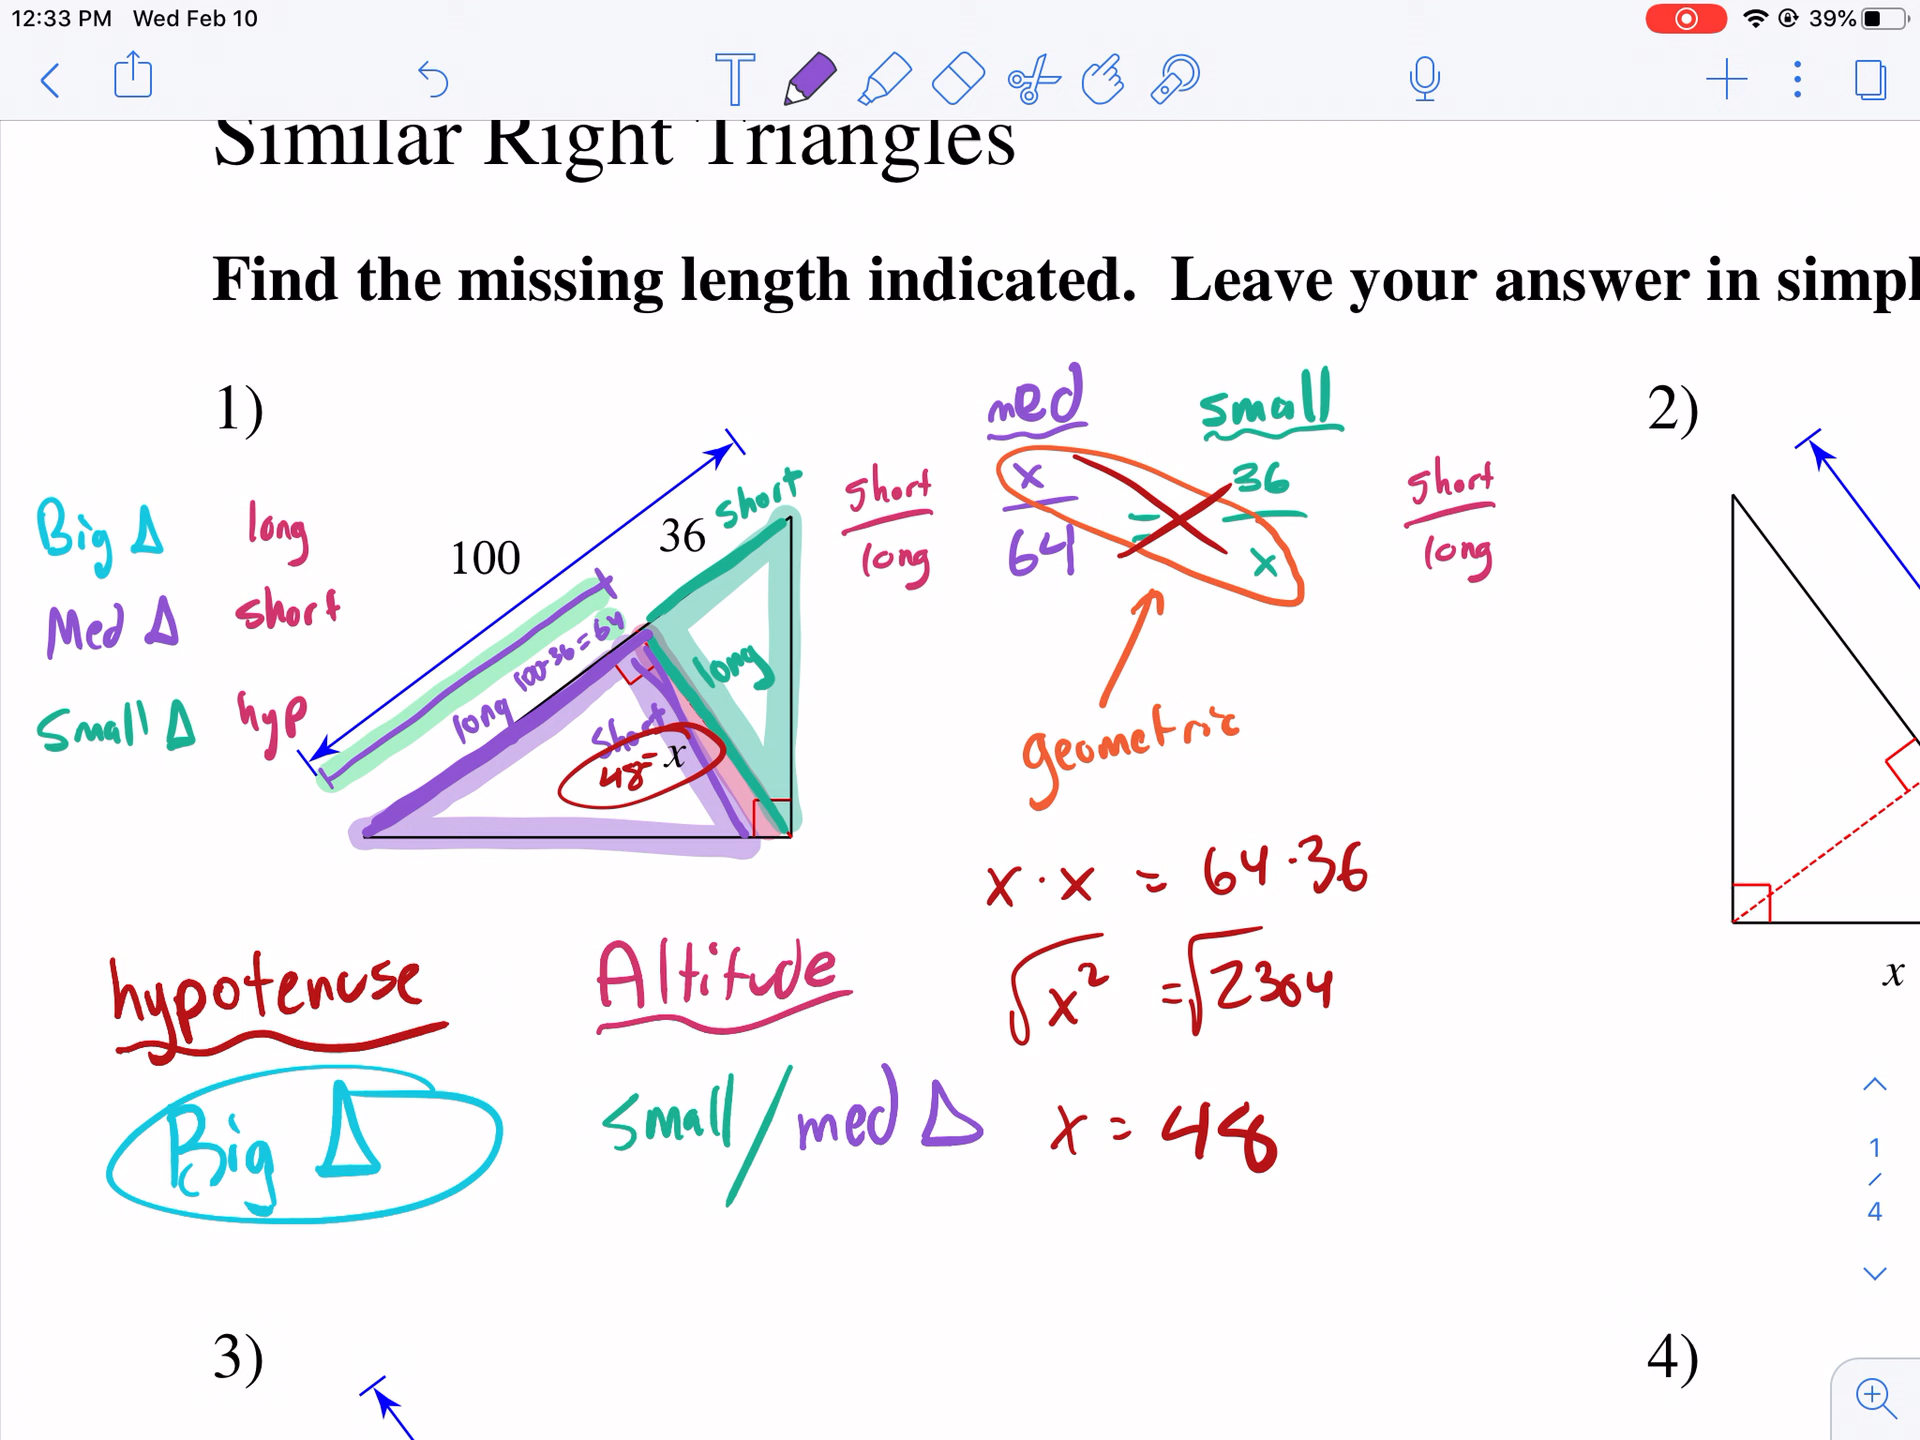 12:33 PM Wed Feb 10
39%
T
Similar Right Triangles
Find the missing length indicated. Leave your answer in simpl
1)
Big Δ long
Med Δ short
Small Δ hyp
100
36
short
long
100-36=64
long
short
48= x
med small
short/long x/64 = 36/x short/long
geometric
x · x = 64·36
√x² = √2304
x = 48
hypotenuse
Big Δ
Altitude
small/med Δ
2)
x
3)
4)
1
/
4